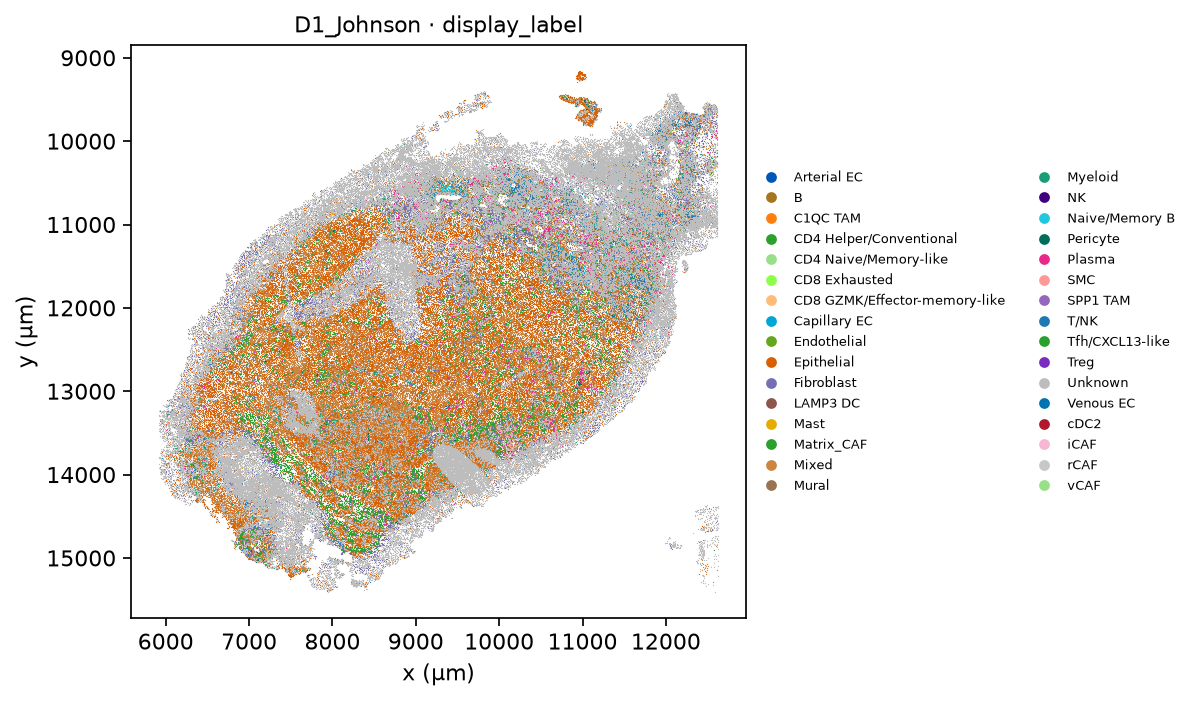 D1_Johnson · display_label
9000
10000
11000
12000
13000
14000
15000
y (µm)
6000 7000 8000 9000 10000 11000 12000
x (µm)
Arterial EC
B
C1QC TAM
CD4 Helper/Conventional
CD4 Naive/Memory-like
CD8 Exhausted
CD8 GZMK/Effector-memory-like
Capillary EC
Endothelial
Epithelial
Fibroblast
LAMP3 DC
Mast
Matrix_CAF
Mixed
Mural
Myeloid
NK
Naive/Memory B
Pericyte
Plasma
SMC
SPP1 TAM
T/NK
Tfh/CXCL13-like
Treg
Unknown
Venous EC
cDC2
iCAF
rCAF
vCAF